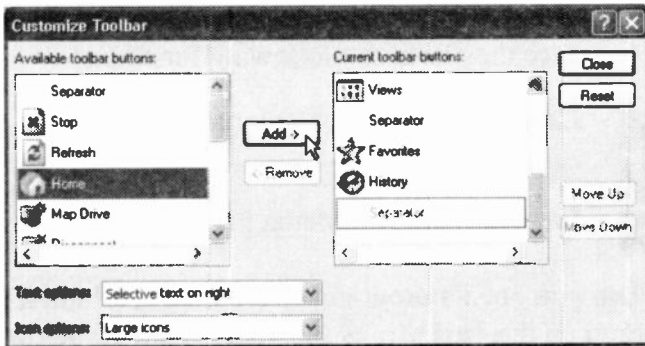 Customize Toolbar
Available toolbar buttons:
Separator
Stop
Refresh
Home
Map Drive
Current toolbar buttons:
Views
Separator
Favorites
History
Separator
Add ->
<- Remove
Close
Reset
Move Up
Move Down
Text options: Selective text on right
Icon options: Large icons